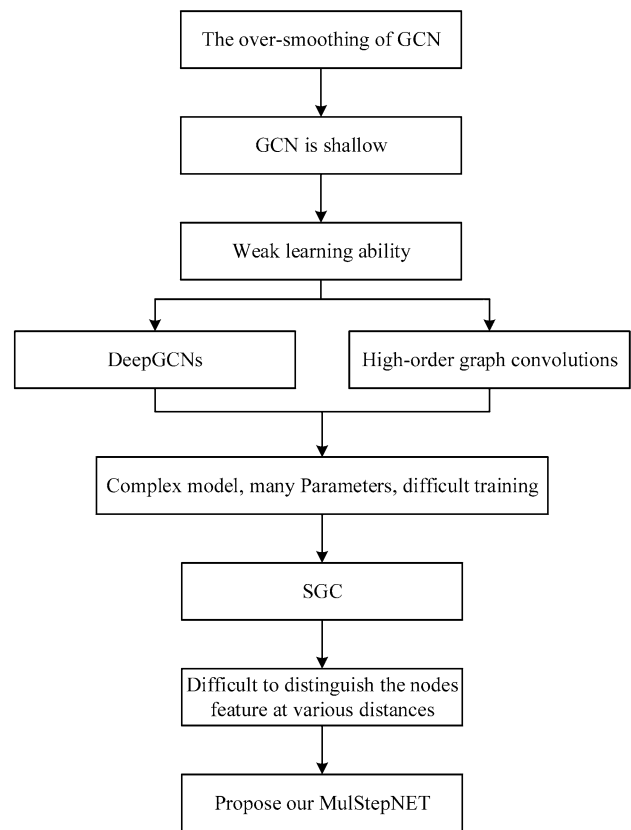 The over-smoothing of GCN
GCN is shallow
Weak learning ability
DeepGCNs
High-order graph convolutions
Complex model, many Parameters, difficult training
SGC
Difficult to distinguish the nodes
feature at various distances
Propose our MulStepNET